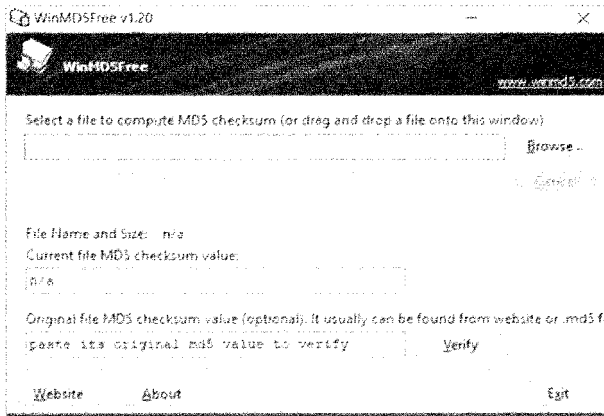 WinMD5Free v1.20
WinMD5Free
www.winmd5.com
Select a file to compute MD5 checksum (or drag and drop a file onto this window)
Browse...
Cancel
File Name and Size: n/a
Current file MD5 checksum value:
n/a
Original file MD5 checksum value (optional). It usually can be found from website or .md5 f
paste its original md5 value to verify
Verify
Website About Exit